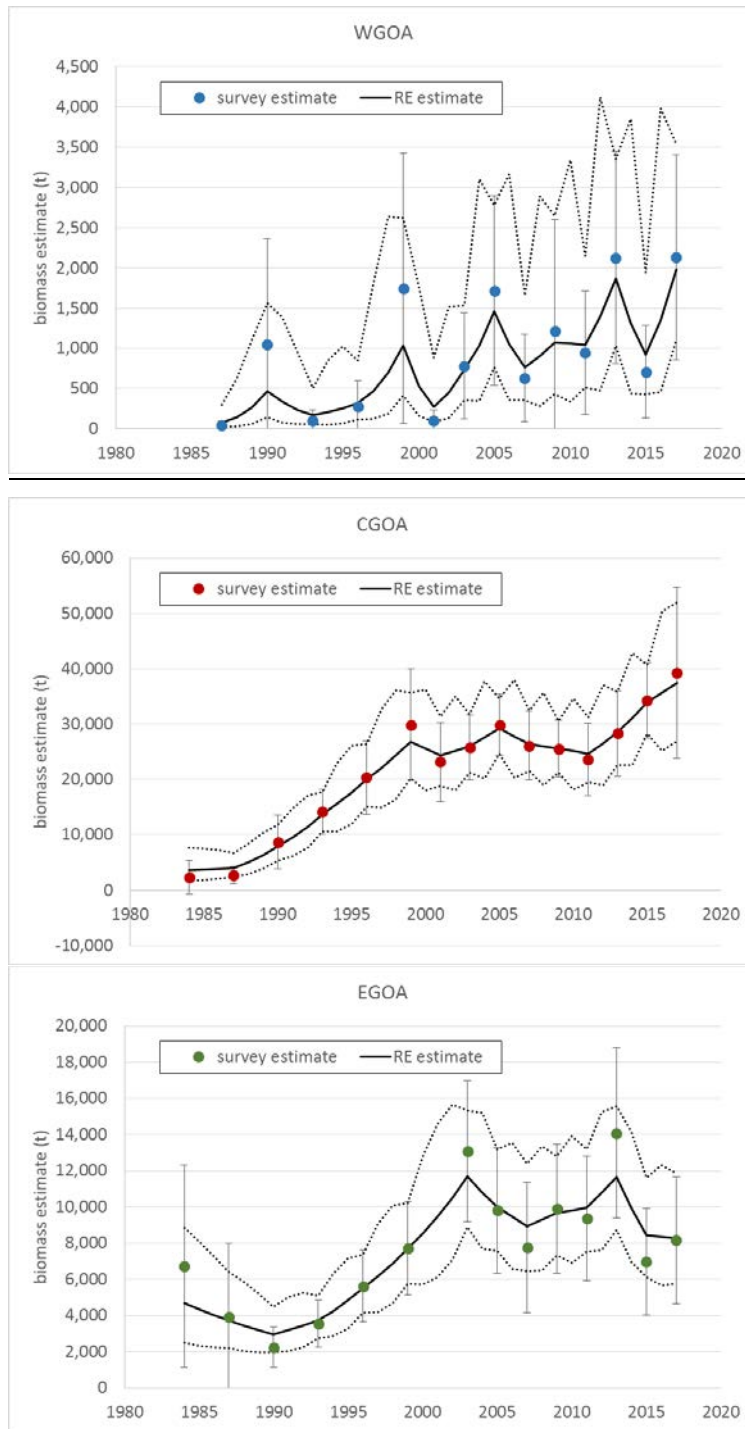 WGOA
survey estimate RE estimate
biomass estimate (t)
4,500
4,000
3,500
3,000
2,500
2,000
1,500
1,000
500
0
1980 1985 1990 1995 2000 2005 2010 2015 2020
CGOA
survey estimate RE estimate
biomass estimate (t)
60,000
50,000
40,000
30,000
20,000
10,000
0
1980 1985 1990 1995 2000 2005 2010 2015 2020
-10,000
EGOA
survey estimate RE estimate
biomass estimate (t)
20,000
18,000
16,000
14,000
12,000
10,000
8,000
6,000
4,000
2,000
0
1980 1985 1990 1995 2000 2005 2010 2015 2020